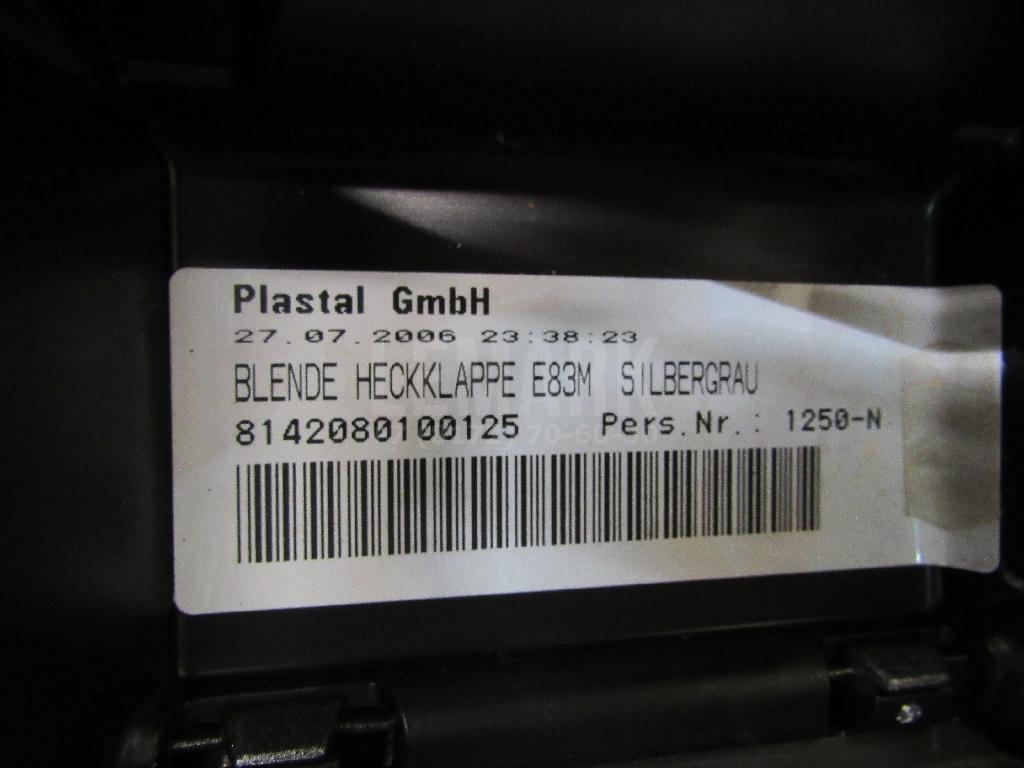 Plastal GmbH
27.07.2006 23:38:23
BLENDE HECKKLAPPE E83M SILBERGRAU
8142080100125 Pers.Nr.: 1250-N